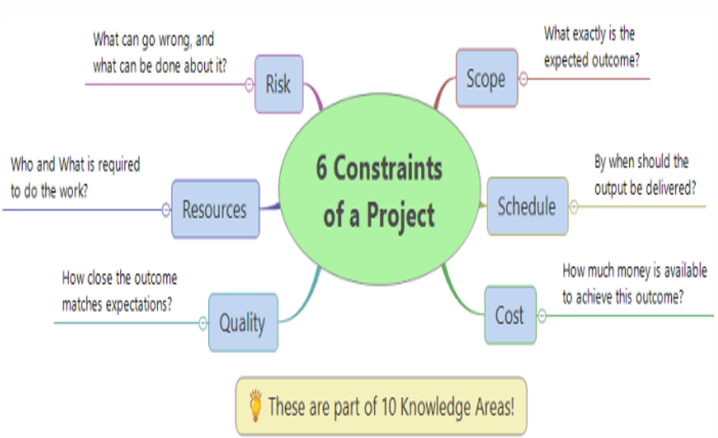 What can go wrong, and
what can be done about it?
Risk
What exactly is the
expected outcome?
Scope
6 Constraints
of a Project
Who and What is required
to do the work?
Resources
By when should the
output be delivered?
Schedule
How close the outcome
matches expectations?
Quality
How much money is available
to achieve this outcome?
Cost
These are part of 10 Knowledge Areas!